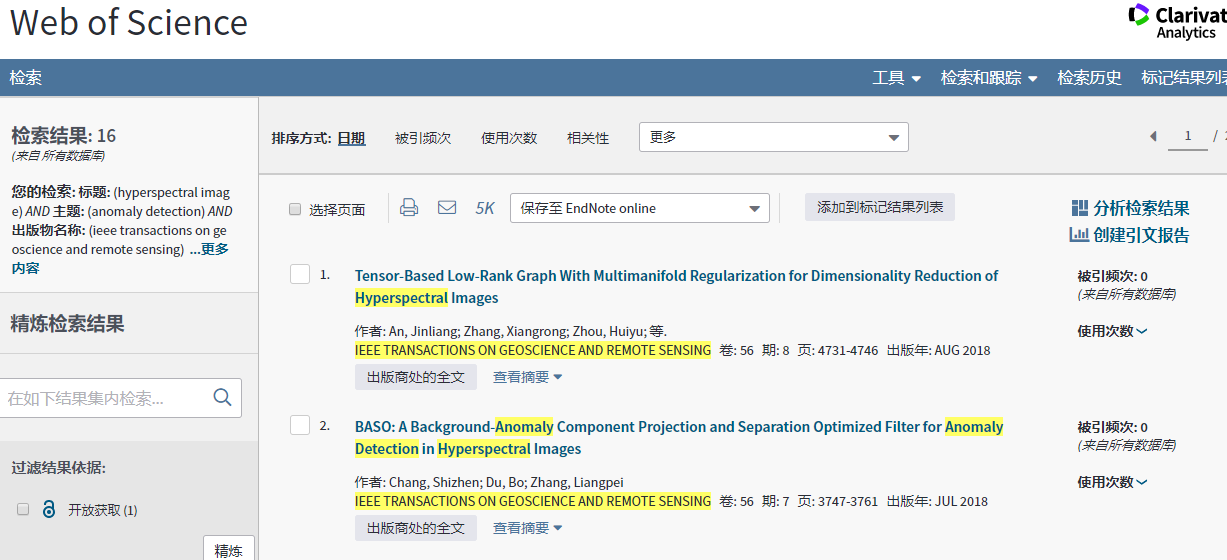 Web of Science
Clarivat
Analytics
检索
工具
检索和跟踪
检索历史
标记结果列表
检索结果: 16
(来自 所有数据库)
您的检索: 标题: (hyperspectral imag
e) AND 主题: (anomaly detection) AND
出版物名称: (ieee transactions on ge
oscience and remote sensing) ...更多
内容
精炼检索结果
在如下结果集内检索...
过滤结果依据:
开放获取 (1)
精炼
排序方式: 日期 被引频次 使用次数 相关性 更多
1 /
选择页面 5K 保存至 EndNote online 添加到标记结果列表
分析检索结果
创建引文报告
1. Tensor-Based Low-Rank Graph With Multimanifold Regularization for Dimensionality Reduction of
Hyperspectral Images
作者: An, Jinliang; Zhang, Xiangrong; Zhou, Huiyu; 等.
IEEE TRANSACTIONS ON GEOSCIENCE AND REMOTE SENSING 卷: 56 期: 8 页: 4731-4746 出版年: AUG 2018
出版商处的全文 查看摘要
被引频次: 0
(来自所有数据库)
使用次数
2. BASO: A Background-Anomaly Component Projection and Separation Optimized Filter for Anomaly
Detection in Hyperspectral Images
作者: Chang, Shizhen; Du, Bo; Zhang, Liangpei
IEEE TRANSACTIONS ON GEOSCIENCE AND REMOTE SENSING 卷: 56 期: 7 页: 3747-3761 出版年: JUL 2018
出版商处的全文 查看摘要
被引频次: 0
(来自所有数据库)
使用次数